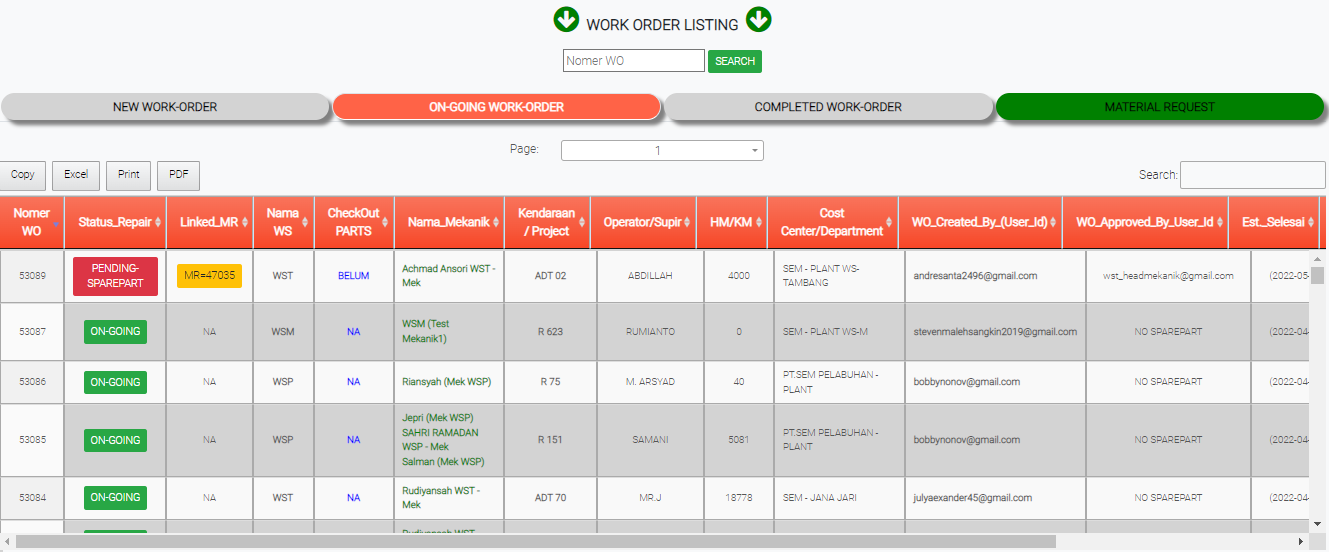 WORK ORDER LISTING
Nomer WO SEARCH
NEW WORK-ORDER ON-GOING WORK-ORDER COMPLETED WORK-ORDER MATERIAL REQUEST
Page: 1
Copy Excel Print PDF Search:
Nomer WO Status_Repair Linked_MR Nama WS CheckOut PARTS Nama_Mekanik Kendaraan / Project Operator/Supir HM/KM Cost Center/Department WO_Created_By_(User_Id) WO_Approved_By_User_Id Est_Selesai
53089 PENDING-SPAREPART MR=47035 WST BELUM Achmad Ansori WST - Mek ADT 02 ABDILLAH 4000 SEM - PLANT WS-TAMBANG andresanta2496@gmail.com wst_headmekanik@gmail.com (2022-05-
53087 ON-GOING NA WSM NA WSM (Test Mekanik1) R 623 RUMIANTO 0 SEM - PLANT WS-M stevenmalehsangkin2019@gmail.com NO SPAREPART (2022-04-
53086 ON-GOING NA WSP NA Riansyah (Mek WSP) R 75 M. ARSYAD 40 PT.SEM PELABUHAN - PLANT bobbynonov@gmail.com NO SPAREPART (2022-04-
53085 ON-GOING NA WSP NA Jepri (Mek WSP) SAHRI RAMADAN WSP - Mek Salman (Mek WSP) R 151 SAMANI 5081 PT.SEM PELABUHAN - PLANT bobbynonov@gmail.com NO SPAREPART (2022-04-
53084 ON-GOING NA WST NA Rudiyansah WST - Mek ADT 70 MR.J 18778 SEM - JANA JARI julyaexander45@gmail.com NO SPAREPART (2022-04-